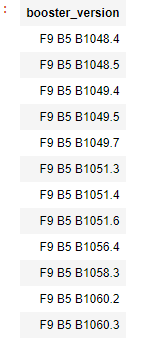 :
booster_version
F9 B5 B1048.4
F9 B5 B1048.5
F9 B5 B1049.4
F9 B5 B1049.5
F9 B5 B1049.7
F9 B5 B1051.3
F9 B5 B1051.4
F9 B5 B1051.6
F9 B5 B1056.4
F9 B5 B1058.3
F9 B5 B1060.2
F9 B5 B1060.3